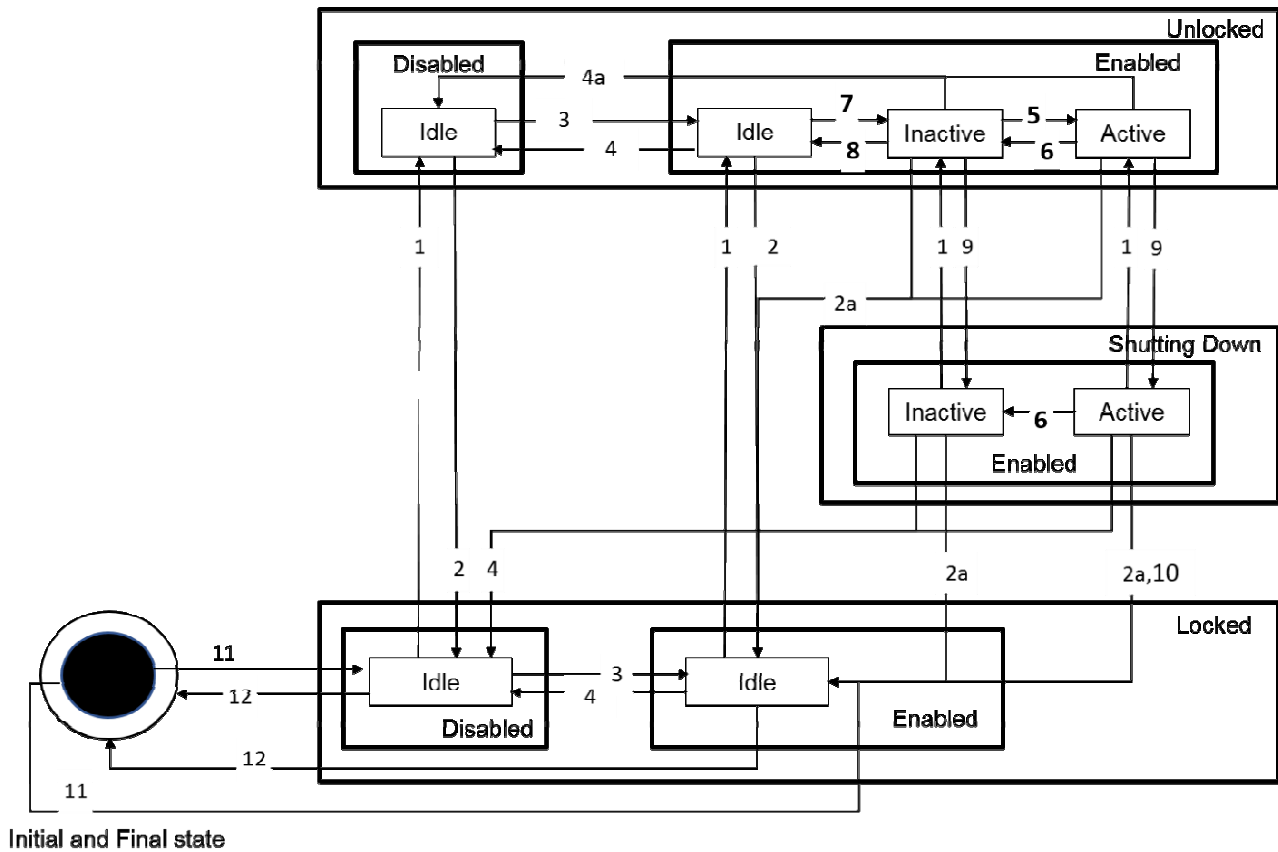 Unlocked
Disabled
Enabled
4a
7
5
3
Idle
Idle
Inactive
Active
4
8
6
1
1
2
1
9
1
9
2a
Shutting Down
Inactive
6
Active
Enabled
2
4
2a
2a,10
Locked
11
3
Idle
Idle
12
4
Disabled
Enabled
12
11
Initial and Final state